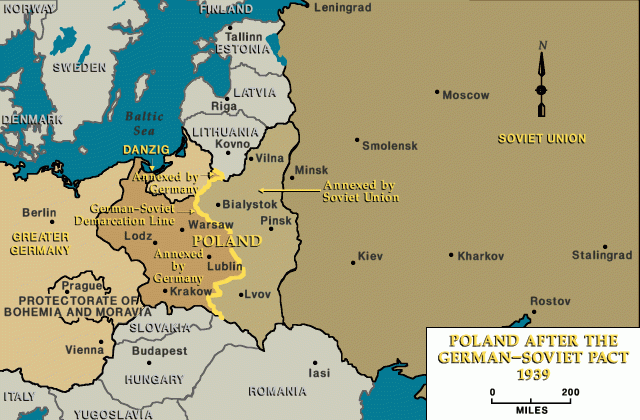 NORWAY
FINLAND
Leningrad
Tallinn
ESTONIA
SWEDEN
LATVIA
Riga
Moscow
N
DENMARK
Baltic
Sea
LITHUANIA
SOVIET UNION
DANZIG
Kovno
Vilna
Smolensk
Minsk
Annexed by
Germany
Annexed by
Soviet Union
Berlin
German–Soviet
Demarcation Line
Bialystok
Pinsk
GREATER
GERMANY
Lodz
Warsaw
POLAND
Annexed
by
Germany
Lublin
Kiev
Kharkov
Stalingrad
Prague
PROTECTORATE OF
BOHEMIA AND MORAVIA
Krakow
Lvov
Rostov
SLOVAKIA
Vienna
Budapest
HUNGARY
Iasi
ROMANIA
ITALY
YUGOSLAVIA
POLAND AFTER THE
GERMAN–SOVIET PACT
1939
0 200
MILES